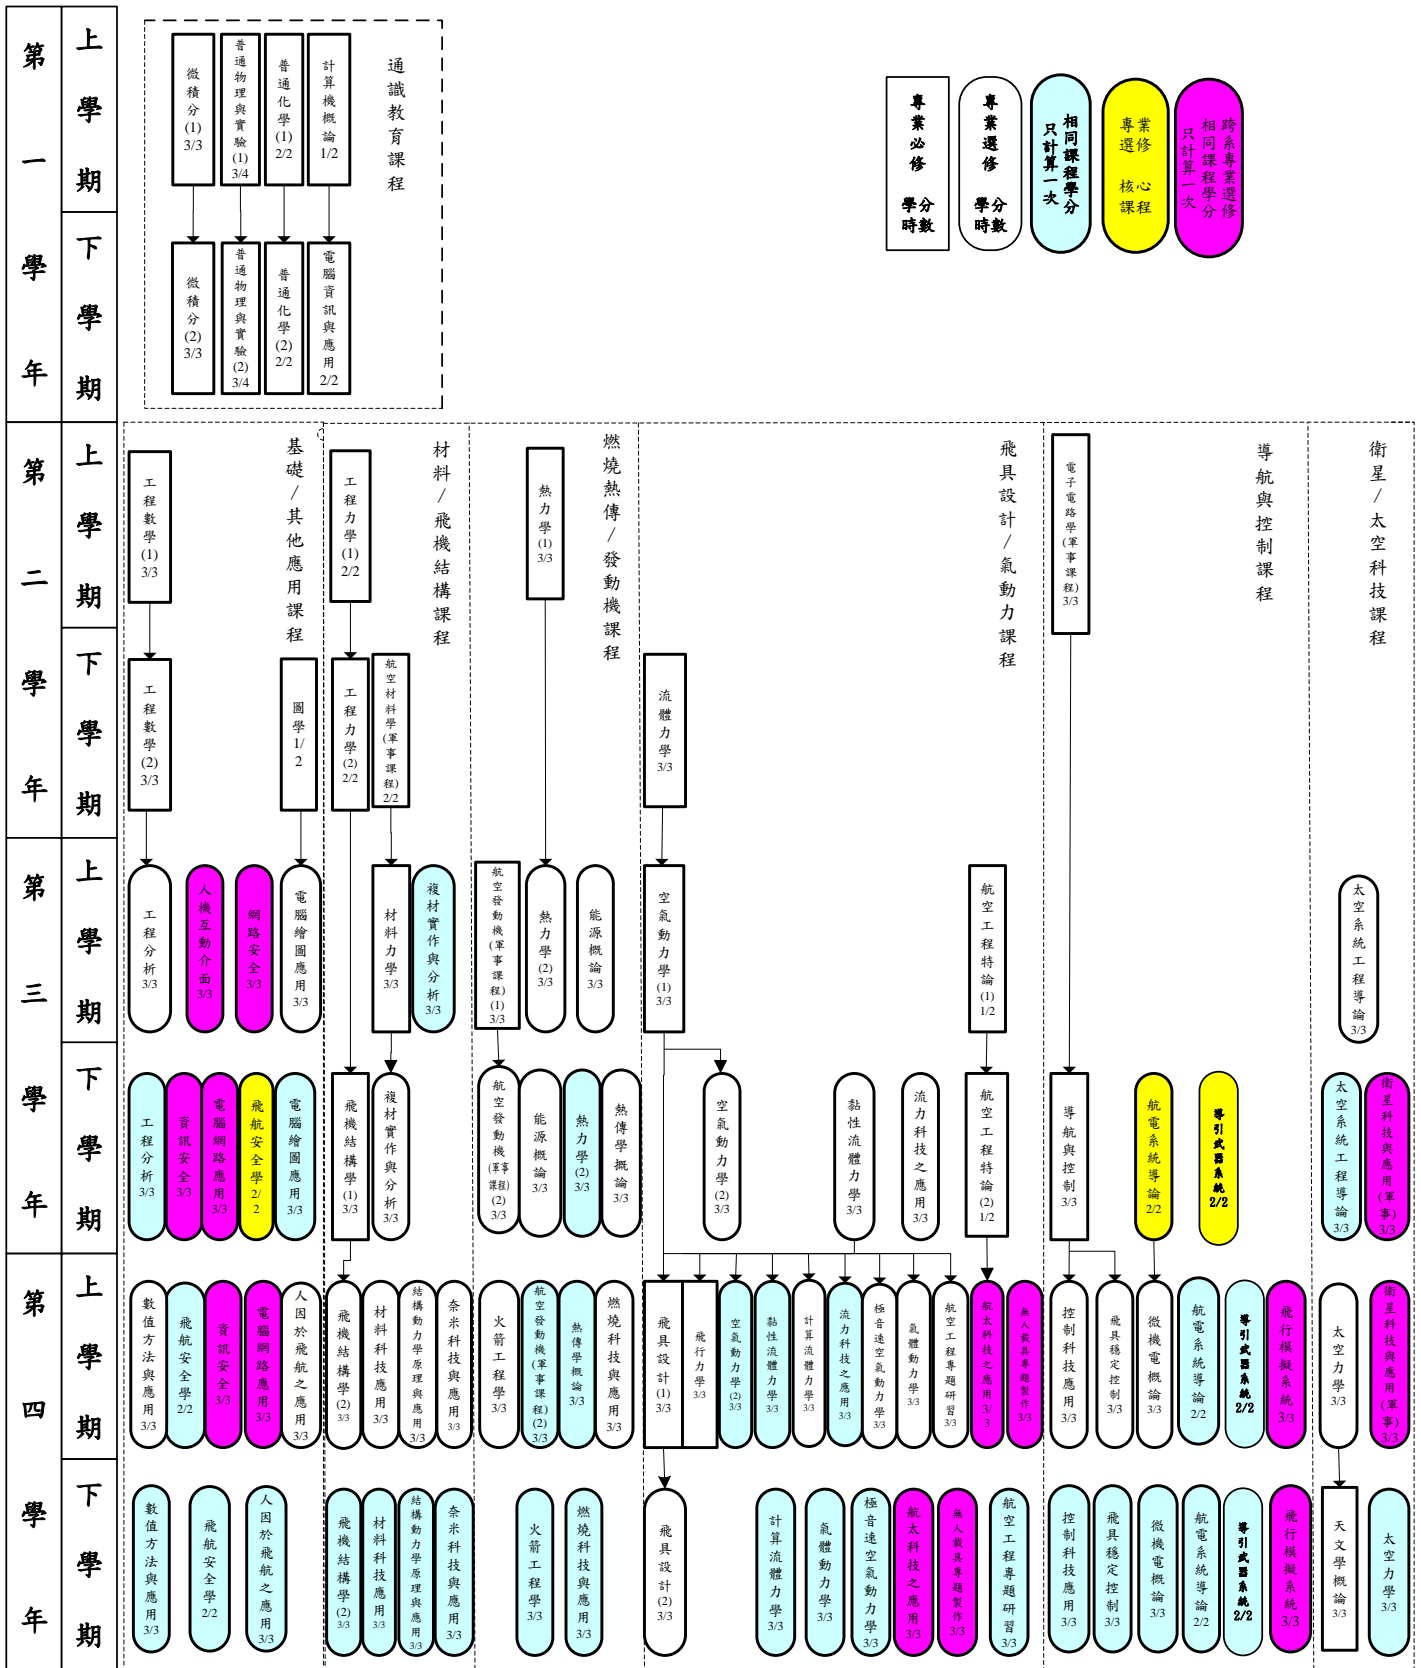 第一學年
上學期
下學期
微積分(1) 3/3
普通物理與實驗(1) 3/4
普通化學(1) 2/2
計算機概論 1/2
通識教育課程
微積分(2) 3/3
普通物理與實驗(2) 3/4
普通化學(2) 2/2
電腦資訊與應用 2/2
專業必修 學分時數
專業選修 學分時數
相同課程學分只計算一次
專業選修 核心課程
跨系專業選修相同課程學分只計算一次
第二學年
上學期
下學期
基礎/其他應用課程
材料/飛機結構課程
燃燒熱傳/發動機課程
飛具設計/氣動力課程
導航與控制課程
衛星/太空科技課程
工程數學(1) 3/3
工程力學(1) 2/2
熱力學(1) 3/3
電子電路學(軍事課程) 3/3
工程數學(2) 3/3
圖學1/2
工程力學(2) 2/2
航空材料學(軍事課程) 2/2
流體力學 3/3
第三學年
上學期
下學期
工程分析 3/3
人機互動介面 3/3
網路安全 3/3
電腦繪圖應用 3/3
材料力學 3/3
複材實作與分析 3/3
航空發動機(軍事課程)(1) 3/3
熱力學(2) 3/3
能源概論 3/3
空氣動力學(1) 3/3
航空工程特論(1) 1/2
太空系統工程導論 3/3
工程分析 3/3
資訊安全 3/3
電腦網路應用 3/3
飛航安全學2/2
電腦繪圖應用 3/3
飛機結構學(1) 3/3
複材實作與分析 3/3
航空發動機(軍事課程)(2) 3/3
能源概論 3/3
熱力學(2) 3/3
熱傳學概論 3/3
空氣動力學(2) 3/3
黏性流體力學 3/3
流力科技之應用 3/3
航空工程特論(2) 1/2
導航與控制 3/3
航電系統導論 2/2
導引武器系統 2/2
太空系統工程導論 3/3
衛星科技與應用(軍事) 3/3
第四學年
上學期
下學期
數值方法與應用 3/3
飛航安全學 2/2
資訊安全 3/3
電腦網路應用 3/3
人因於飛航之應用 3/3
飛機結構學(2) 3/3
材料科技應用 3/3
結構動力學原理與應用 3/3
奈米科技與應用 3/3
火箭工程學 3/3
航空發動機(軍事課程)(2) 3/3
熱傳學概論 3/3
燃燒科技與應用 3/3
飛具設計(1) 3/3
飛行力學 3/3
空氣動力學(2) 3/3
黏性流體力學 3/3
計算流體力學 3/3
流力科技之應用 3/3
極音速空氣動力學 3/3
氣體動力學 3/3
航空工程專題研習 3/3
航太科技之應用 3/3
無人載具專題製作 3/3
控制科技應用 3/3
飛具穩定控制 3/3
微機電概論 3/3
航電系統導論 2/2
導引武器系統 2/2
飛行模擬系統 3/3
太空力學 3/3
衛星科技與應用(軍事) 3/3
數值方法與應用 3/3
飛航安全學 2/2
人因於飛航之應用 3/3
飛機結構學(2) 3/3
材料科技應用 3/3
結構動力學原理與應用 3/3
奈米科技與應用 3/3
火箭工程學 3/3
燃燒科技與應用 3/3
飛具設計(2) 3/3
計算流體力學 3/3
氣體動力學 3/3
極音速空氣動力學 3/3
航太科技之應用 3/3
無人載具專題製作 3/3
航空工程專題研習 3/3
控制科技應用 3/3
飛具穩定控制 3/3
微機電概論 3/3
航電系統導論 2/2
導引武器系統 2/2
飛行模擬系統 3/3
天文學概論 3/3
太空力學 3/3